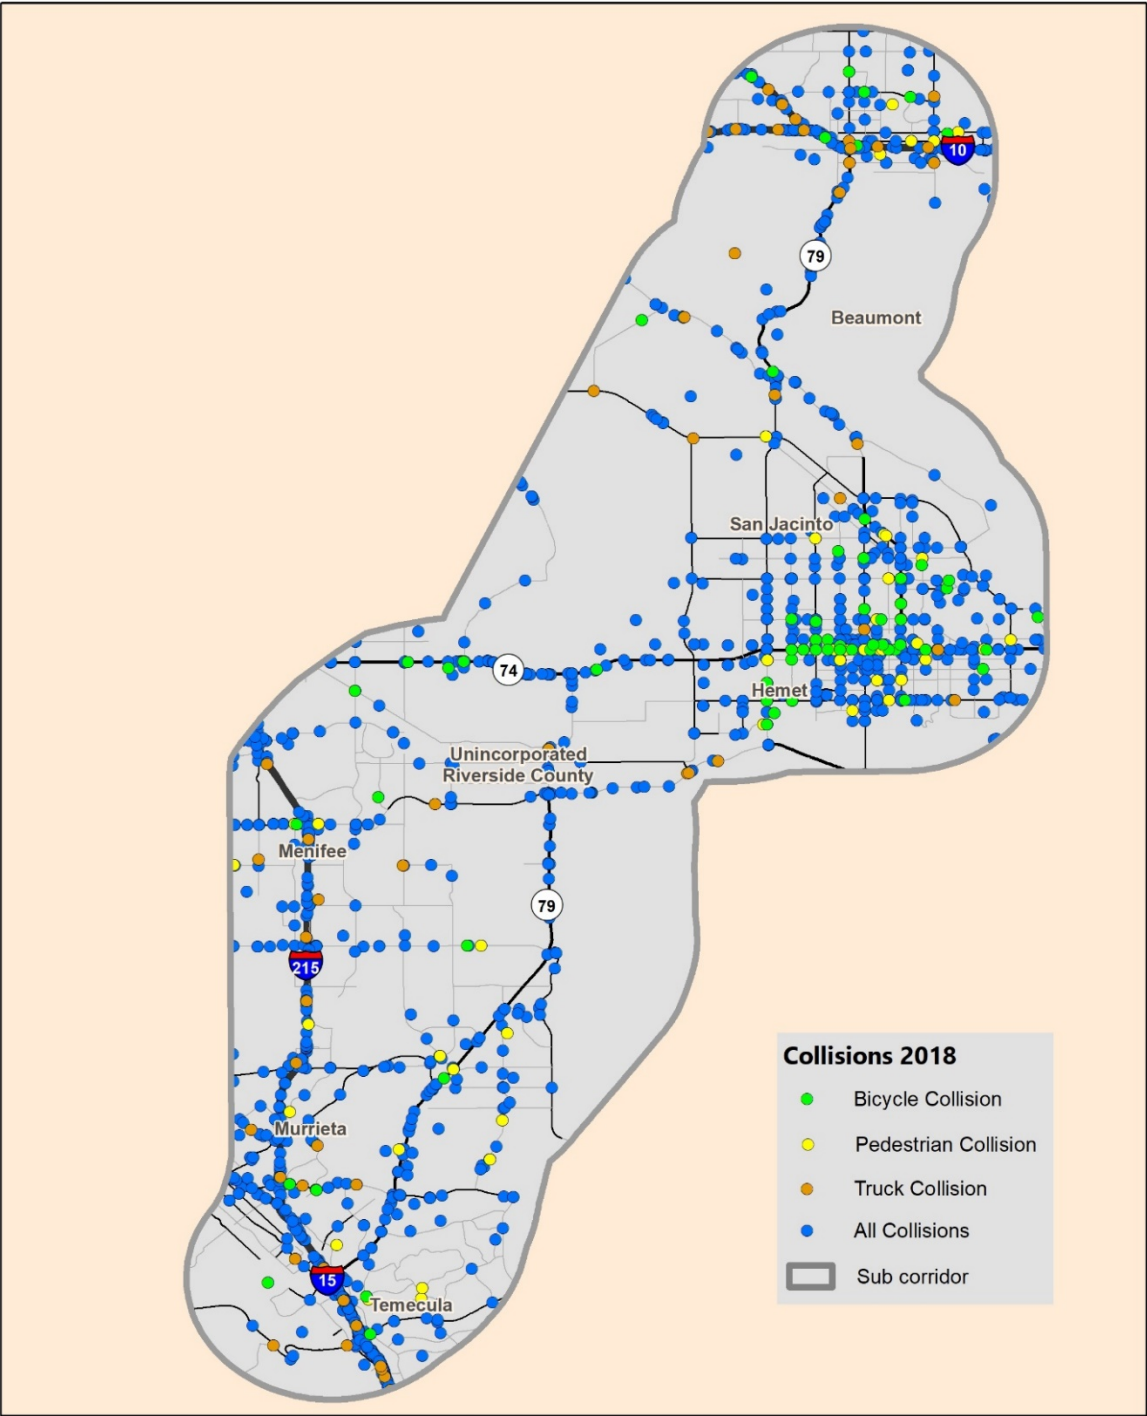 10
79
Beaumont
San Jacinto
74
Hemet
Unincorporated
Riverside County
Menifee
79
215
Murrieta
15
Temecula
Collisions 2018
Bicycle Collision
Pedestrian Collision
Truck Collision
All Collisions
Sub corridor